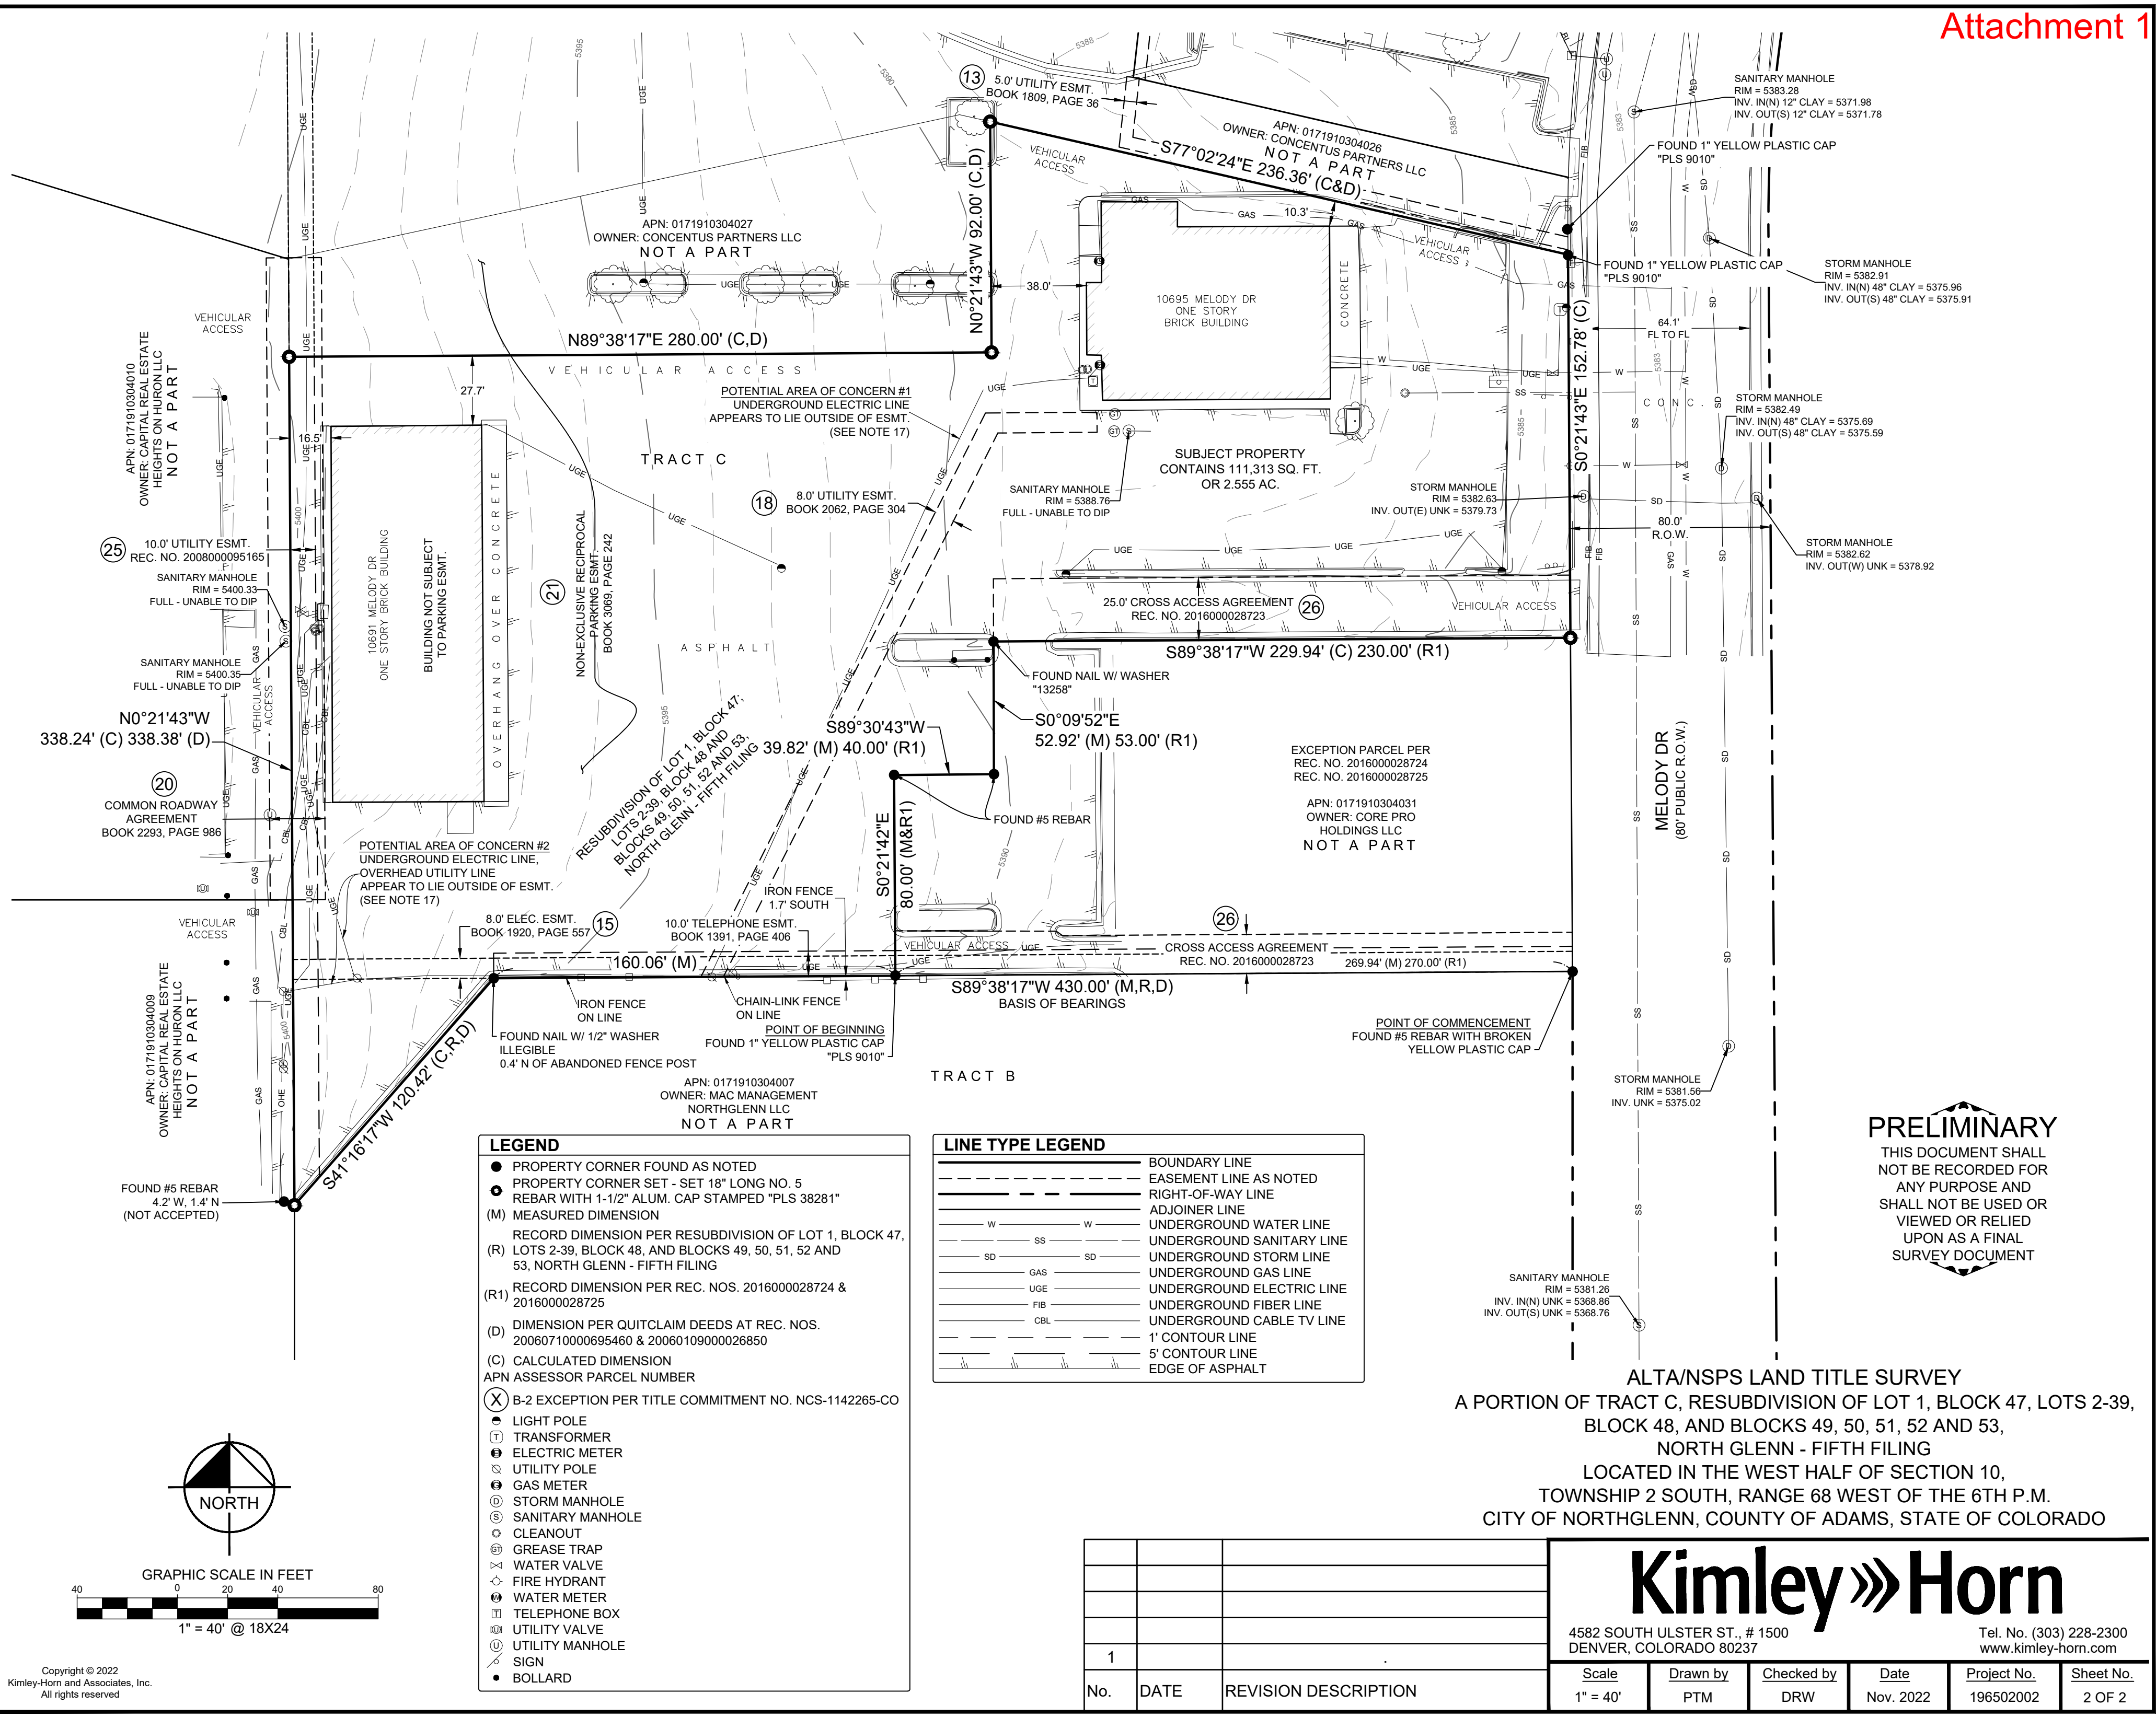 Attachment 1
13
5.0' UTILITY ESMT.
BOOK 1809, PAGE 36
APN: 0171910304026
OWNER: CONCENTUS PARTNERS LLC
NOT A PART
S77°02'24"E 236.36' (C&D)
SANITARY MANHOLE
RIM = 5383.28
INV. IN(N) 12" CLAY = 5371.98
INV. OUT(S) 12" CLAY = 5371.78
FOUND 1" YELLOW PLASTIC CAP
"PLS 9010"
FOUND 1" YELLOW PLASTIC CAP
"PLS 9010"
STORM MANHOLE
RIM = 5382.91
INV. IN(N) 48" CLAY = 5375.96
INV. OUT(S) 48" CLAY = 5375.91
VEHICULAR
ACCESS
APN: 0171910304027
OWNER: CONCENTUS PARTNERS LLC
NOT A PART
N0°21'43"W 92.00' (C,D)
38.0'
10.3'
10695 MELODY DR
ONE STORY
BRICK BUILDING
CONCRETE
VEHICULAR
ACCESS
S0°21'43"E 152.78' (C)
64.1'
FL TO FL
VEHICULAR
ACCESS
N89°38'17"E 280.00' (C,D)
VEHICULAR ACCESS
27.7'
16.5'
APN: 0171910304010
OWNER: CAPITAL REAL ESTATE
HEIGHTS ON HURON LLC
NOT A PART
POTENTIAL AREA OF CONCERN #1
UNDERGROUND ELECTRIC LINE
APPEARS TO LIE OUTSIDE OF ESMT.
(SEE NOTE 17)
TRACT C
18
8.0' UTILITY ESMT.
BOOK 2062, PAGE 304
SUBJECT PROPERTY
CONTAINS 111,313 SQ. FT.
OR 2.555 AC.
SANITARY MANHOLE
RIM = 5388.76
FULL - UNABLE TO DIP
STORM MANHOLE
RIM = 5382.63
INV. OUT(E) UNK = 5379.73
CONC.
STORM MANHOLE
RIM = 5382.49
INV. IN(N) 48" CLAY = 5375.69
INV. OUT(S) 48" CLAY = 5375.59
80.0'
R.O.W.
STORM MANHOLE
RIM = 5382.62
INV. OUT(W) UNK = 5378.92
25
10.0' UTILITY ESMT.
REC. NO. 2008000095165
SANITARY MANHOLE
RIM = 5400.33
FULL - UNABLE TO DIP
SANITARY MANHOLE
RIM = 5400.35
FULL - UNABLE TO DIP
10691 MELODY DR
ONE STORY BRICK BUILDING
BUILDING NOT SUBJECT
TO PARKING ESMT.
OVERHANG OVER CONCRETE
21
NON-EXCLUSIVE RECIPROCAL
PARKING ESMT.
BOOK 3069, PAGE 242
ASPHALT
25.0' CROSS ACCESS AGREEMENT
REC. NO. 2016000028723
26
VEHICULAR ACCESS
S89°38'17"W 229.94' (C) 230.00' (R1)
FOUND NAIL W/ WASHER
"13258"
VEHICULAR
ACCESS
N0°21'43"W
338.24' (C) 338.38' (D)
S89°30'43"W
39.82' (M) 40.00' (R1)
S0°09'52"E
52.92' (M) 53.00' (R1)
RESUBDIVISION OF LOT 1, BLOCK 47;
LOTS 2-39, BLOCK 48 AND
BLOCKS 49, 50, 51, 52 AND 53,
NORTH GLENN - FIFTH FILING
EXCEPTION PARCEL PER
REC. NO. 2016000028724
REC. NO. 2016000028725
APN: 0171910304031
OWNER: CORE PRO
HOLDINGS LLC
NOT A PART
MELODY DR
(80' PUBLIC R.O.W.)
20
COMMON ROADWAY
AGREEMENT
BOOK 2293, PAGE 986
FOUND #5 REBAR
S0°21'42"E
80.00' (M&R1)
POTENTIAL AREA OF CONCERN #2
UNDERGROUND ELECTRIC LINE,
OVERHEAD UTILITY LINE
APPEAR TO LIE OUTSIDE OF ESMT.
(SEE NOTE 17)
IRON FENCE
1.7' SOUTH
8.0' ELEC. ESMT.
BOOK 1920, PAGE 557
15
10.0' TELEPHONE ESMT.
BOOK 1391, PAGE 406
VEHICULAR
ACCESS
VEHICULAR ACCESS
26
CROSS ACCESS AGREEMENT
REC. NO. 2016000028723
160.06' (M)
269.94' (M) 270.00' (R1)
S89°38'17"W 430.00' (M,R,D)
BASIS OF BEARINGS
IRON FENCE
ON LINE
CHAIN-LINK FENCE
ON LINE
POINT OF BEGINNING
FOUND 1" YELLOW PLASTIC CAP
"PLS 9010"
FOUND NAIL W/ 1/2" WASHER
ILLEGIBLE
0.4' N OF ABANDONED FENCE POST
POINT OF COMMENCEMENT
FOUND #5 REBAR WITH BROKEN
YELLOW PLASTIC CAP
APN: 0171910304009
OWNER: CAPITAL REAL ESTATE
HEIGHTS ON HURON LLC
NOT A PART
S41°16'17"W 120.42' (C,R,D)
TRACT B
APN: 0171910304007
OWNER: MAC MANAGEMENT
NORTHGLENN LLC
NOT A PART
STORM MANHOLE
RIM = 5381.56
INV. UNK = 5375.02
FOUND #5 REBAR
4.2' W, 1.4' N
(NOT ACCEPTED)
SANITARY MANHOLE
RIM = 5381.26
INV. IN(N) UNK = 5368.86
INV. OUT(S) UNK = 5368.76
PRELIMINARY
THIS DOCUMENT SHALL
NOT BE RECORDED FOR
ANY PURPOSE AND
SHALL NOT BE USED OR
VIEWED OR RELIED
UPON AS A FINAL
SURVEY DOCUMENT
LEGEND
PROPERTY CORNER FOUND AS NOTED
PROPERTY CORNER SET - SET 18" LONG NO. 5
REBAR WITH 1-1/2" ALUM. CAP STAMPED "PLS 38281"
(M) MEASURED DIMENSION
RECORD DIMENSION PER RESUBDIVISION OF LOT 1, BLOCK 47,
(R) LOTS 2-39, BLOCK 48, AND BLOCKS 49, 50, 51, 52 AND
53, NORTH GLENN - FIFTH FILING
(R1) RECORD DIMENSION PER REC. NOS. 2016000028724 &
2016000028725
(D) DIMENSION PER QUITCLAIM DEEDS AT REC. NOS.
20060710000695460 & 20060109000026850
(C) CALCULATED DIMENSION
APN ASSESSOR PARCEL NUMBER
X B-2 EXCEPTION PER TITLE COMMITMENT NO. NCS-1142265-CO
LIGHT POLE
T TRANSFORMER
E ELECTRIC METER
UTILITY POLE
GAS METER
D STORM MANHOLE
S SANITARY MANHOLE
CLEANOUT
GT GREASE TRAP
WATER VALVE
FIRE HYDRANT
WATER METER
T TELEPHONE BOX
UTILITY VALVE
U UTILITY MANHOLE
SIGN
BOLLARD
LINE TYPE LEGEND
BOUNDARY LINE
EASEMENT LINE AS NOTED
RIGHT-OF-WAY LINE
ADJOINER LINE
W W UNDERGROUND WATER LINE
SS UNDERGROUND SANITARY LINE
SD SD UNDERGROUND STORM LINE
GAS UNDERGROUND GAS LINE
UGE UNDERGROUND ELECTRIC LINE
FIB UNDERGROUND FIBER LINE
CBL UNDERGROUND CABLE TV LINE
1' CONTOUR LINE
5' CONTOUR LINE
EDGE OF ASPHALT
NORTH
GRAPHIC SCALE IN FEET
40 0 20 40 80
1" = 40' @ 18X24
Copyright © 2022
Kimley-Horn and Associates, Inc.
All rights reserved
ALTA/NSPS LAND TITLE SURVEY
A PORTION OF TRACT C, RESUBDIVISION OF LOT 1, BLOCK 47, LOTS 2-39,
BLOCK 48, AND BLOCKS 49, 50, 51, 52 AND 53,
NORTH GLENN - FIFTH FILING
LOCATED IN THE WEST HALF OF SECTION 10,
TOWNSHIP 2 SOUTH, RANGE 68 WEST OF THE 6TH P.M.
CITY OF NORTHGLENN, COUNTY OF ADAMS, STATE OF COLORADO
Kimley»Horn
4582 SOUTH ULSTER ST., # 1500
DENVER, COLORADO 80237
Tel. No. (303) 228-2300
www.kimley-horn.com
1 .
No. DATE REVISION DESCRIPTION
Scale Drawn by Checked by Date Project No. Sheet No.
1" = 40' PTM DRW Nov. 2022 196502002 2 OF 2